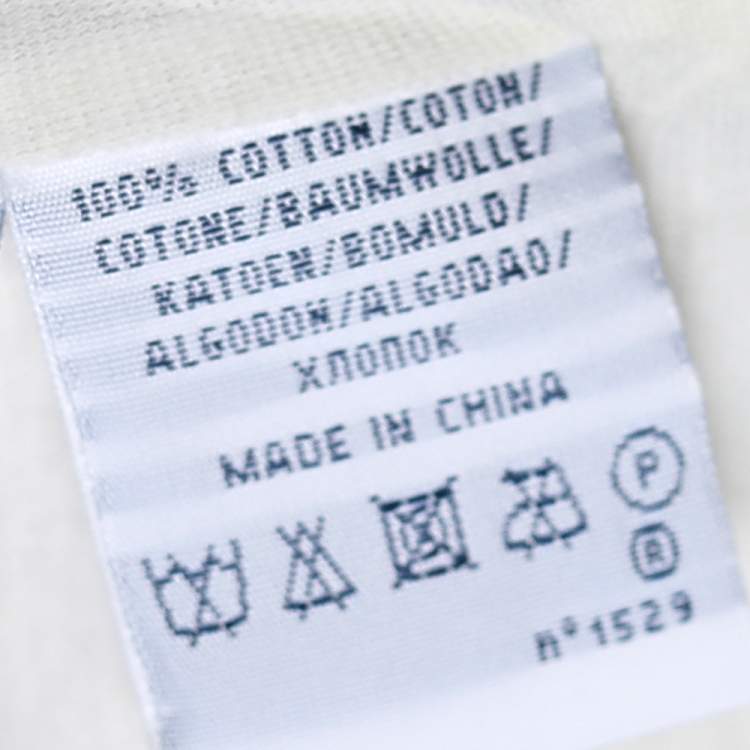 100% COTTON/COTON/
COTONE/BAUMWOLLE/
KATOEN/BOMULD/
ALGODON/ALGODAO/
ХЛОПОК
MADE IN CHINA
P
R
n° 1529